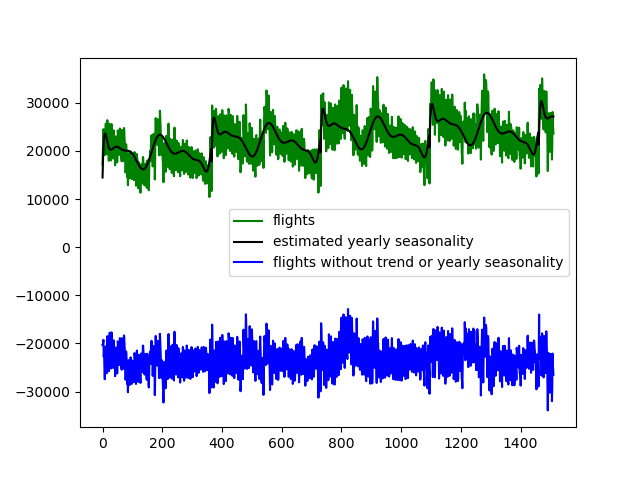 30000
20000
10000
0
−10000
−20000
−30000
flights
estimated yearly seasonality
flights without trend or yearly seasonality
0 200 400 600 800 1000 1200 1400